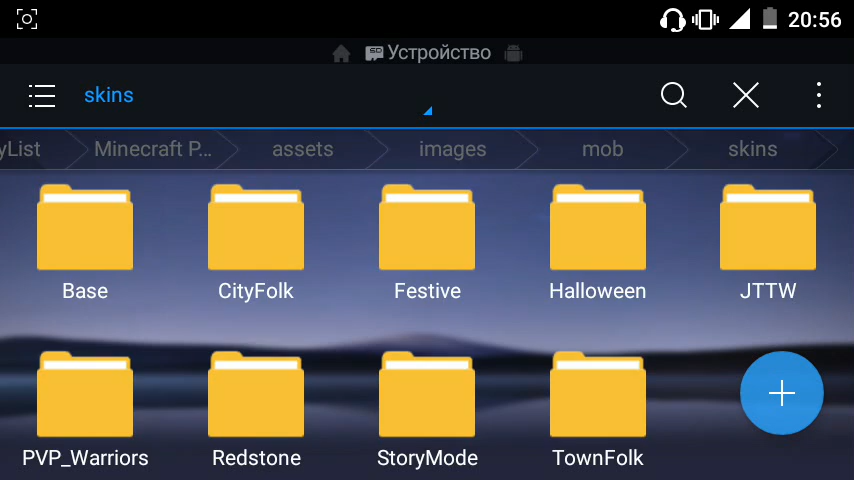 20:56
SD Устройство
skins
yList Minecraft P... assets images mob skins
Base CityFolk Festive Halloween JTTW
PVP_Warriors Redstone StoryMode TownFolk